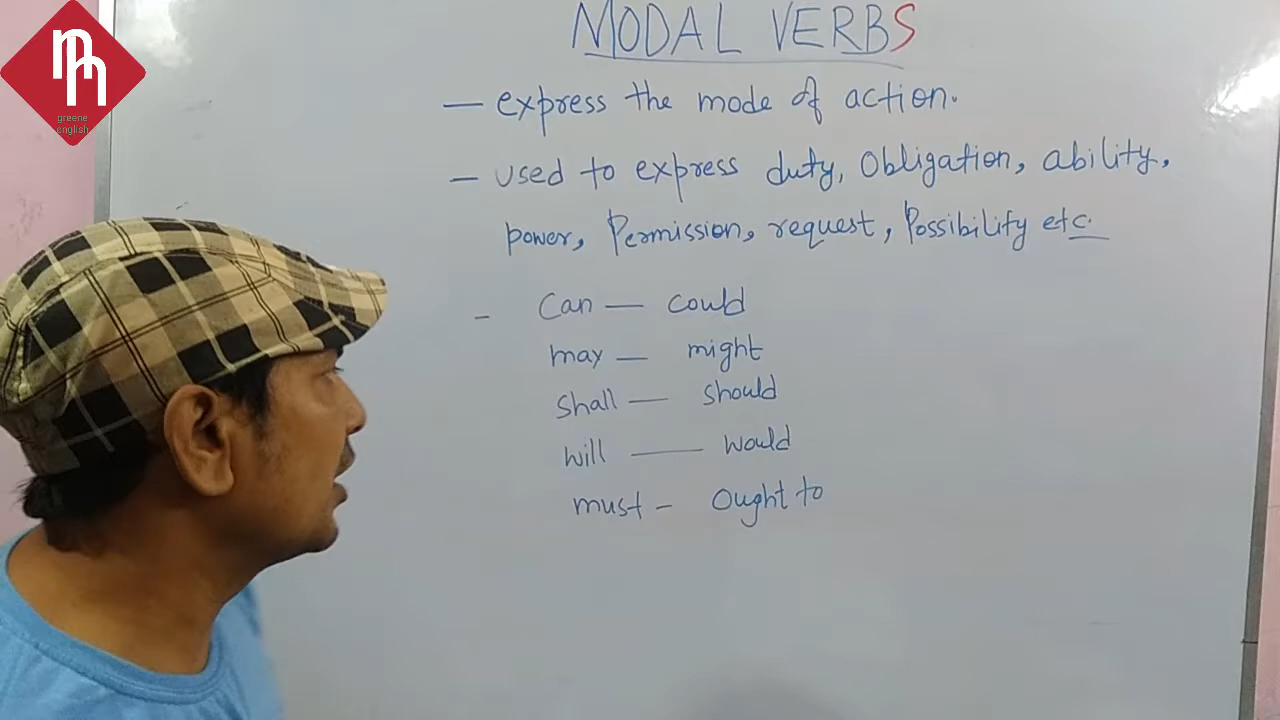 greene
english
MODAL VERBS
— express the mode of action.
— used to express duty, Obligation, ability,
power, Permission, request, Possibility etc.
- Can — could
may — might
Shall — should
will — would
must - Ought to